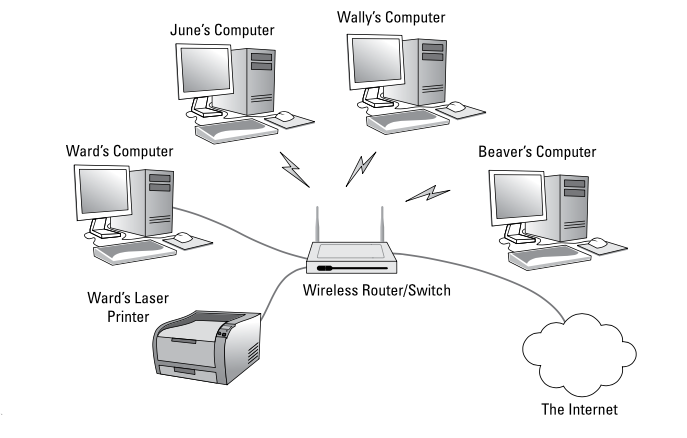 Wally's Computer
June's Computer
Ward's Computer
Beaver's Computer
Ward's Laser
Printer
Wireless Router/Switch
The Internet